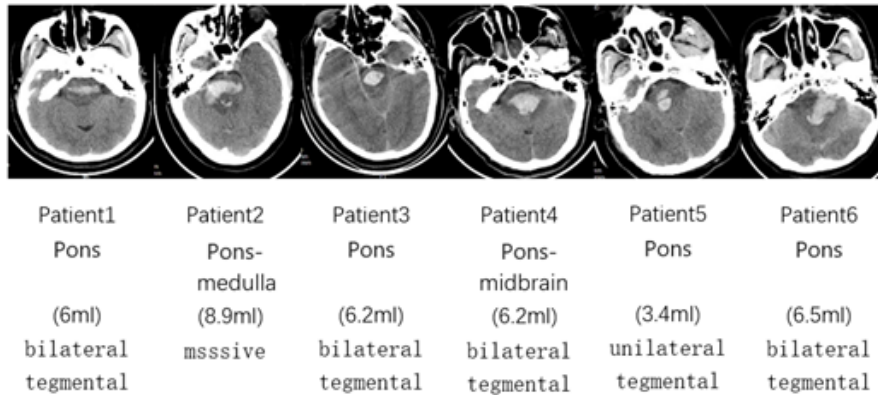 Patient1 Patient2 Patient3 Patient4 Patient5 Patient6
Pons Pons- Pons Pons- Pons Pons
medulla midbrain
(6ml) (8.9ml) (6.2ml) (6.2ml) (3.4ml) (6.5ml)
bilateral msssive bilateral bilateral unilateral bilateral
tegmental tegmental tegmental tegmental tegmental